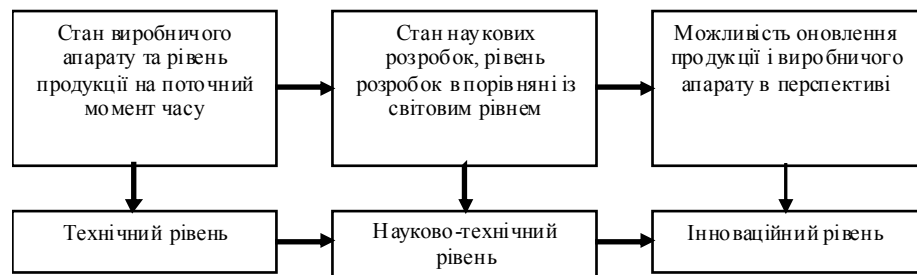 Стан виробничого
апарату та рівень
продукції на поточний
момент часу
Стан наукових
розробок, рівень
розробок в порівняні із
світовим рівнем
Можливість оновлення
продукції і виробничого
апарату в перспективі
Технічний рівень
Науково-технічний
рівень
Інноваційний рівень